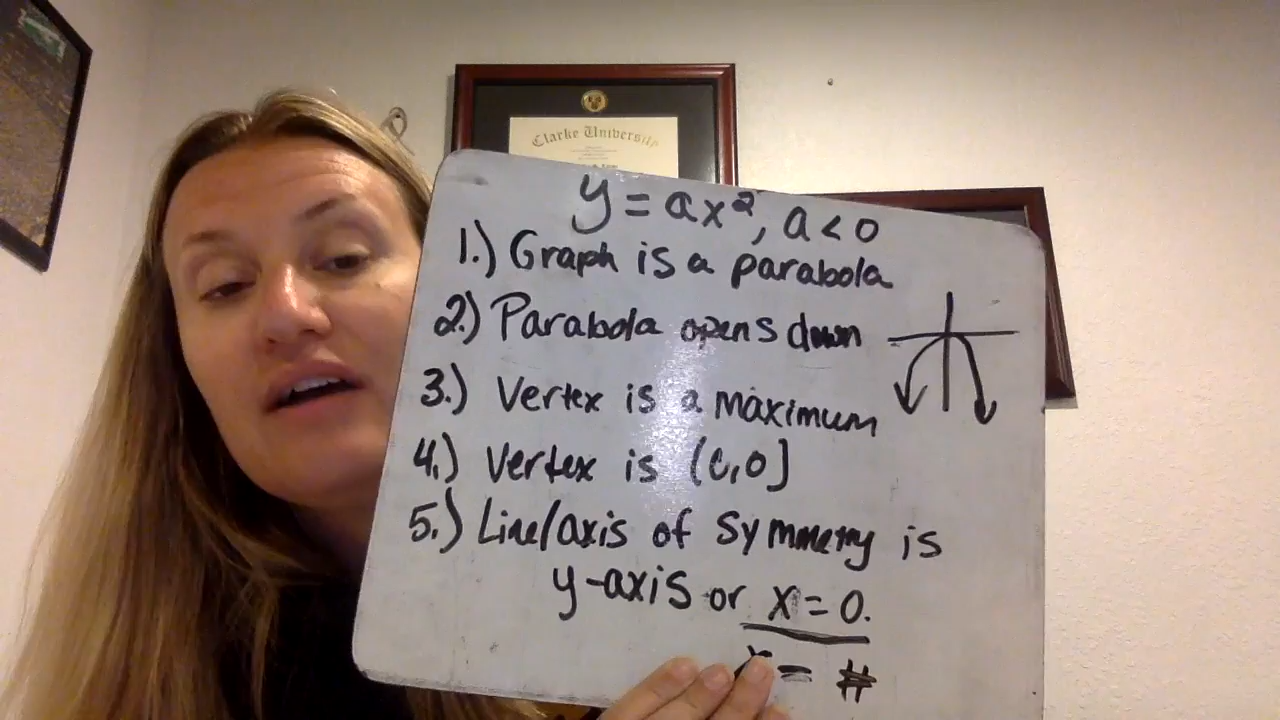 Clarke University
y = ax², a < 0
1.) Graph is a parabola
2.) Parabola opens down
3.) Vertex is a maximum
4.) Vertex is (0,0)
5.) Line/axis of symmetry is
y-axis or x = 0.
x = #